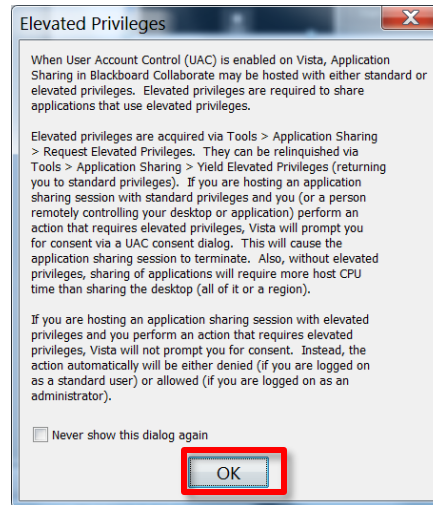 Elevated Privileges
When User Account Control (UAC) is enabled on Vista, Application
Sharing in Blackboard Collaborate may be hosted with either standard or
elevated privileges.  Elevated privileges are required to share
applications that use elevated privileges.
Elevated privileges are acquired via Tools > Application Sharing
> Request Elevated Privileges.  They can be relinquished via
Tools > Application Sharing > Yield Elevated Privileges (returning
you to standard privileges).  If you are hosting an application
sharing session with standard privileges and you (or a person
remotely controlling your desktop or application) perform an
action that requires elevated privileges, Vista will prompt you
for consent via a UAC consent dialog.  This will cause the
application sharing session to terminate.  Also, without elevated
privileges, sharing of applications will require more host CPU
time than sharing the desktop (all of it or a region).
If you are hosting an application sharing session with elevated
privileges and you perform an action that requires elevated
privileges, Vista will not prompt you for consent.  Instead, the
action automatically will be either denied (if you are logged on
as a standard user) or allowed (if you are logged on as an
administrator).
Never show this dialog again
OK